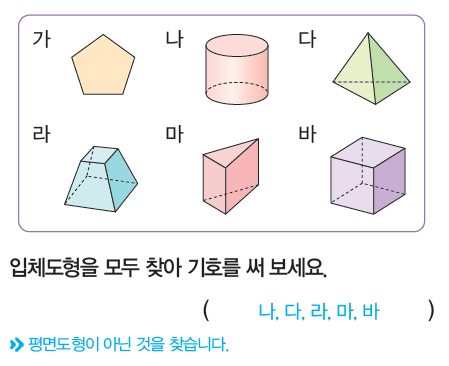 가 나 다
라 마 바
입체도형을 모두 찾아 기호를 써 보세요.
( 나, 다, 라, 마, 바 )
평면도형이 아닌 것을 찾습니다.